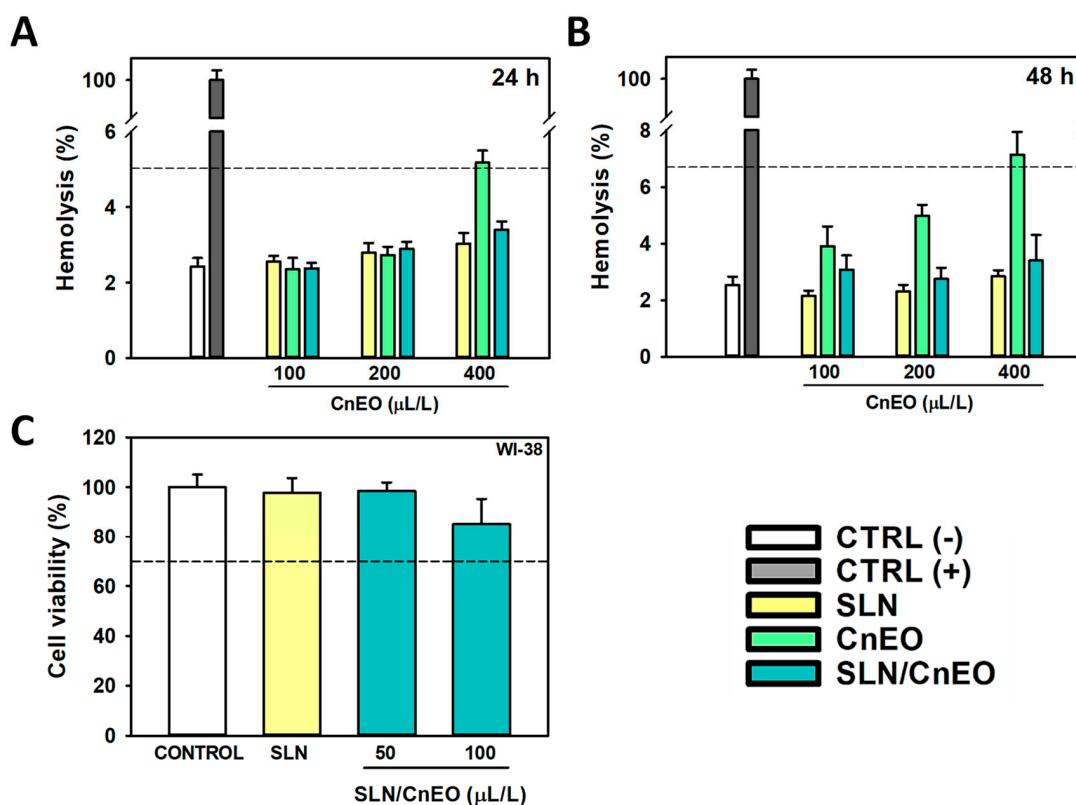 A
24 h
100
6
4
2
0
Hemolysis (%)
100 200 400
CnEO (μL/L)
B
48 h
100
8
6
4
2
0
Hemolysis (%)
100 200 400
CnEO (μL/L)
C
WI-38
120
100
80
60
40
20
0
Cell viability (%)
CONTROL SLN 50 100
SLN/CnEO (μL/L)
CTRL (-)
CTRL (+)
SLN
CnEO
SLN/CnEO